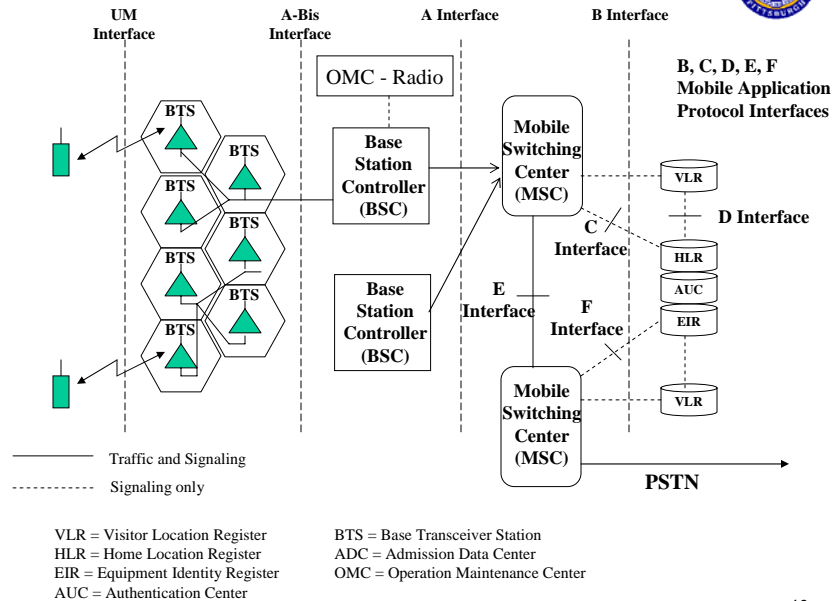 PITTSBURGH
UM
Interface
A-Bis
Interface
A Interface
B Interface
B, C, D, E, F
Mobile Application
Protocol Interfaces
OMC - Radio
BTS
BTS
BTS
BTS
BTS
BTS
BTS
Base
Station
Controller
(BSC)
Mobile
Switching
Center
(MSC)
VLR
D Interface
C
Interface
HLR
AUC
EIR
Base
Station
Controller
(BSC)
E
Interface
F
Interface
VLR
Mobile
Switching
Center
(MSC)
PSTN
Traffic and Signaling
Signaling only
VLR = Visitor Location Register
HLR = Home Location Register
EIR = Equipment Identity Register
AUC = Authentication Center
BTS = Base Transceiver Station
ADC = Admission Data Center
OMC = Operation Maintenance Center